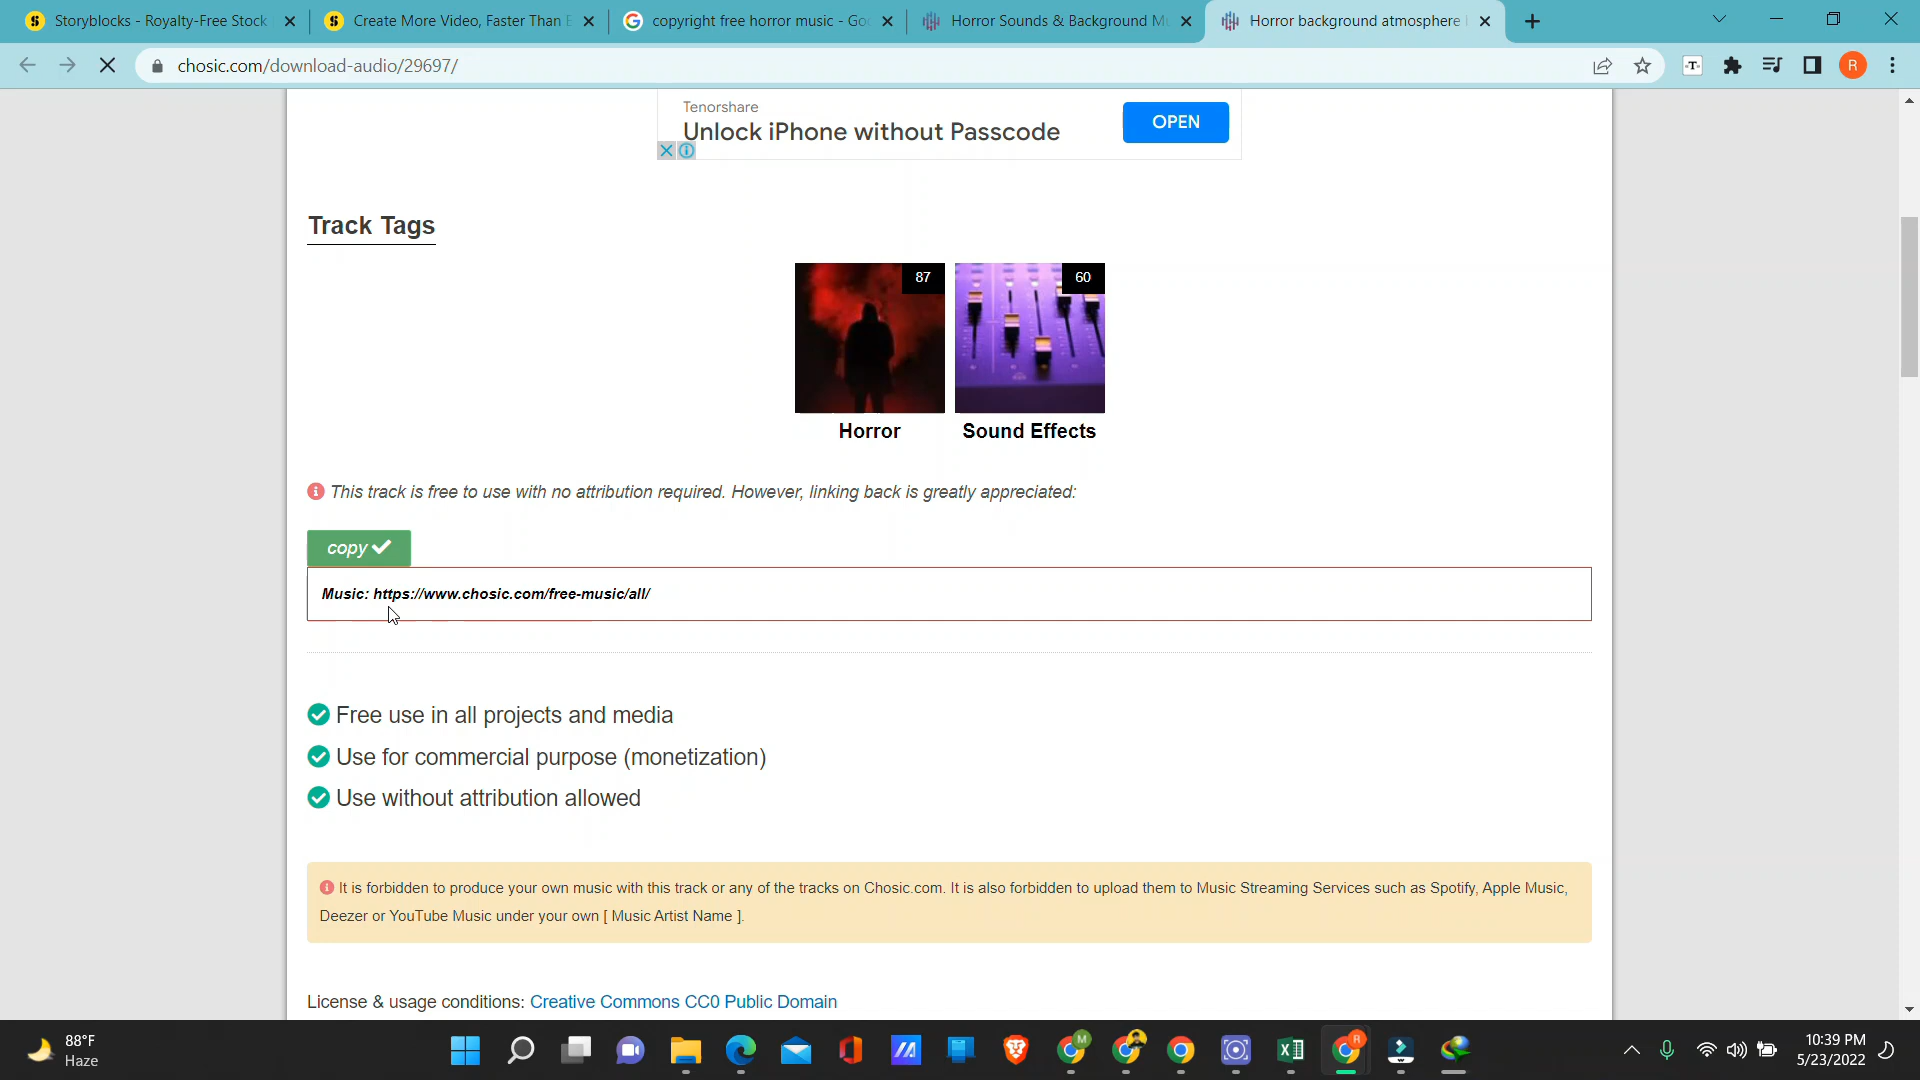 Storyblocks - Royalty-Free Stock
Create More Video, Faster Than E
copyright free horror music - Goo
Horror Sounds & Background Mu
Horror background atmosphere
chosic.com/download-audio/29697/
R
Tenorshare
Unlock iPhone without Passcode
OPEN
Track Tags
87
60
Horror
Sound Effects
This track is free to use with no attribution required. However, linking back is greatly appreciated:
copy
Music: https://www.chosic.com/free-music/all/
Free use in all projects and media
Use for commercial purpose (monetization)
Use without attribution allowed
It is forbidden to produce your own music with this track or any of the tracks on Chosic.com. It is also forbidden to upload them to Music Streaming Services such as Spotify, Apple Music,
Deezer or YouTube Music under your own [ Music Artist Name ].
License & usage conditions: Creative Commons CC0 Public Domain
88°F
Haze
10:39 PM
5/23/2022